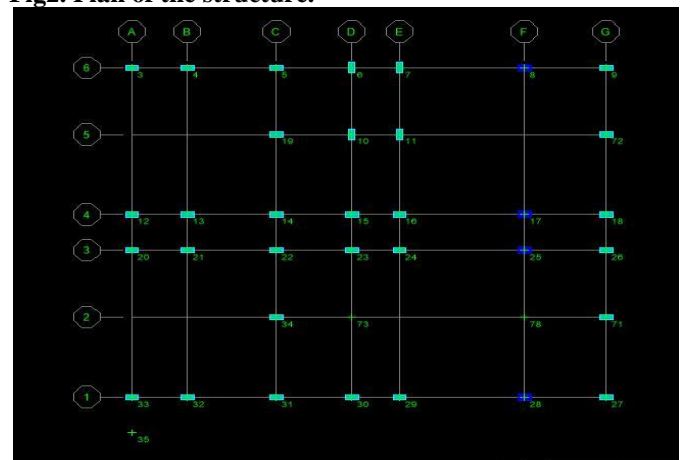 Fig2. Plan of the structure.
A B C D E F G
6 3 4 5 6 7 8 9
5 19 10 11 72
4 12 13 14 15 16 17 18
3 20 21 22 23 24 25 26
2 34 73 78 71
1 33 32 31 30 29 28 27
35